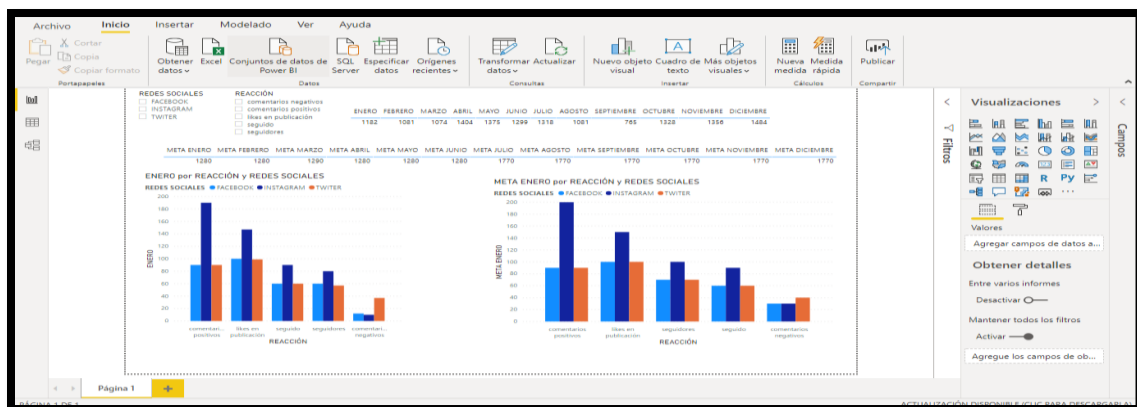 Archivo Inicio Insertar Modelado Ver Ayuda
Pegar
Cortar
Copia
Copiar formato
Portapapeles
Obtener datos
Excel
Conjuntos de datos de Power BI
SQL Server
Especificar datos
Orígenes recientes
Datos
Transformar datos
Actualizar
Consultas
Nuevo objeto visual
Cuadro de texto
Más objetos visuales
Insertar
Nueva medida
Medida rápida
Cálculos
Publicar
Compartir
REDES SOCIALES
FACEBOOK
INSTAGRAM
TWITER
REACCIÓN
comentarios negativos
comentarios positivos
likes en publicación
seguido
seguidores
ENERO FEBRERO MARZO ABRIL MAYO JUNIO JULIO AGOSTO SEPTIEMBRE OCTUBRE NOVIEMBRE DICIEMBRE
1182 1081 1074 1404 1375 1299 1318 1081 765 1328 1356 1484
META ENERO META FEBRERO META MARZO META ABRIL META MAYO META JUNIO META JULIO META AGOSTO META SEPTIEMBRE META OCTUBRE META NOVIEMBRE META DICIEMBRE
1280 1280 1280 1280 1280 1280 1770 1770 1770 1770 1770 1770
ENERO por REACCIÓN y REDES SOCIALES
REDES SOCIALES FACEBOOK INSTAGRAM TWITER
200
180
160
140
120
100
80
60
40
20
0
ENERO
comentari... positivos
likes en publicación
seguido
seguidores
comentari... negativos
REACCIÓN
META ENERO por REACCIÓN y REDES SOCIALES
REDES SOCIALES FACEBOOK INSTAGRAM TWITER
200
180
160
140
120
100
80
60
40
20
0
META ENERO
comentarios positivos
likes en publicación
seguidores
seguido
comentarios negativos
REACCIÓN
Filtros
Visualizaciones
R Py
Valores
Agregar campos de datos a...
Obtener detalles
Entre varios informes
Desactivar
Mantener todos los filtros
Activar
Agregue los campos de ob...
Campos
Página 1
PÁGINA 1 DE 1
ACTUALIZACIÓN DISPONIBLE (CLIC PARA DESCARGARLA)